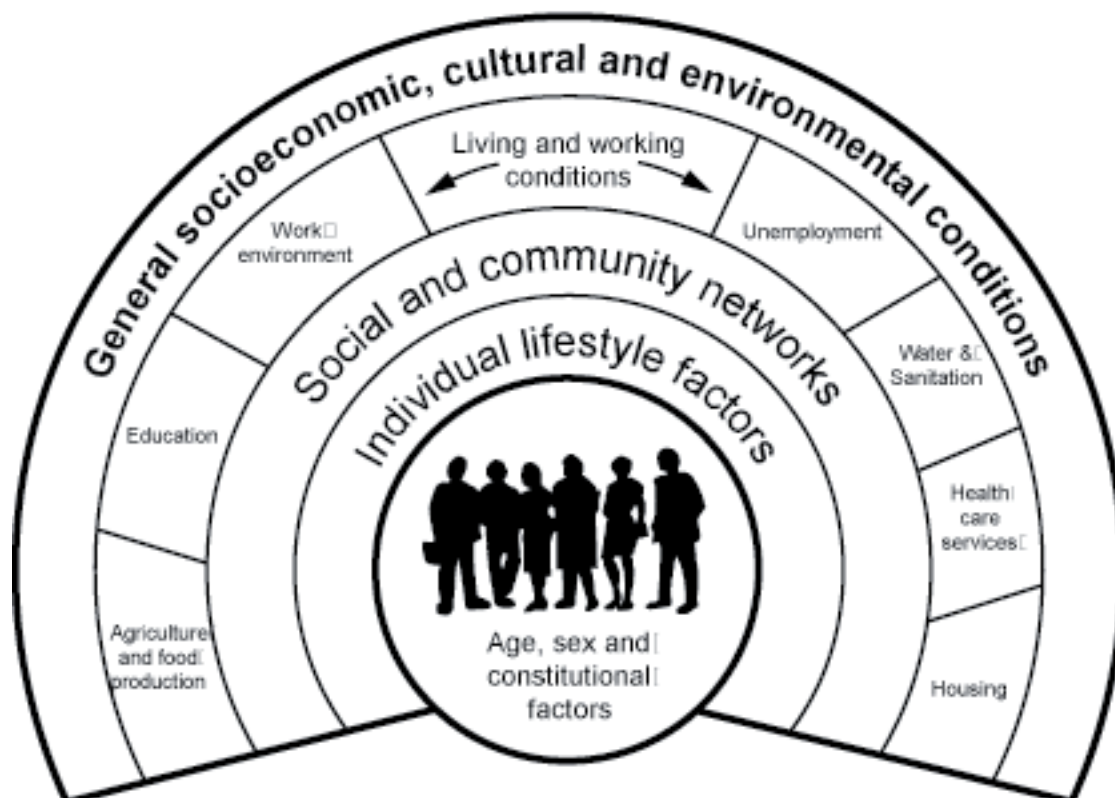 General socioeconomic, cultural and environmental conditions
Living and working
conditions
Work
environment
Unemployment
Education
Water &
Sanitation
Agriculture
and food
production
Health
care
services
Housing
Social and community networks
Individual lifestyle factors
Age, sex and
constitutional
factors